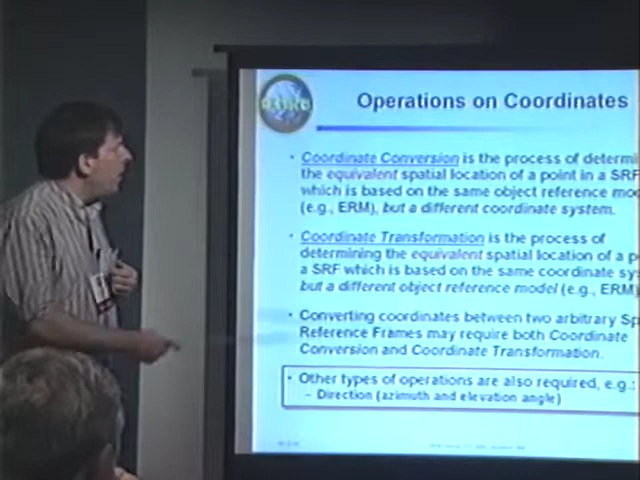 Operations on Coordinates
• Coordinate Conversion is the process of determi
the equivalent spatial location of a point in a SRF
which is based on the same object reference mo
(e.g., ERM), but a different coordinate system.
• Coordinate Transformation is the process of
determining the equivalent spatial location of a p
a SRF which is based on the same coordinate sy
but a different object reference model (e.g., ERM
• Converting coordinates between two arbitrary Sp
Reference Frames may require both Coordinate
Conversion and Coordinate Transformation.
• Other types of operations are also required, e.g.:
– Direction (azimuth and elevation angle)